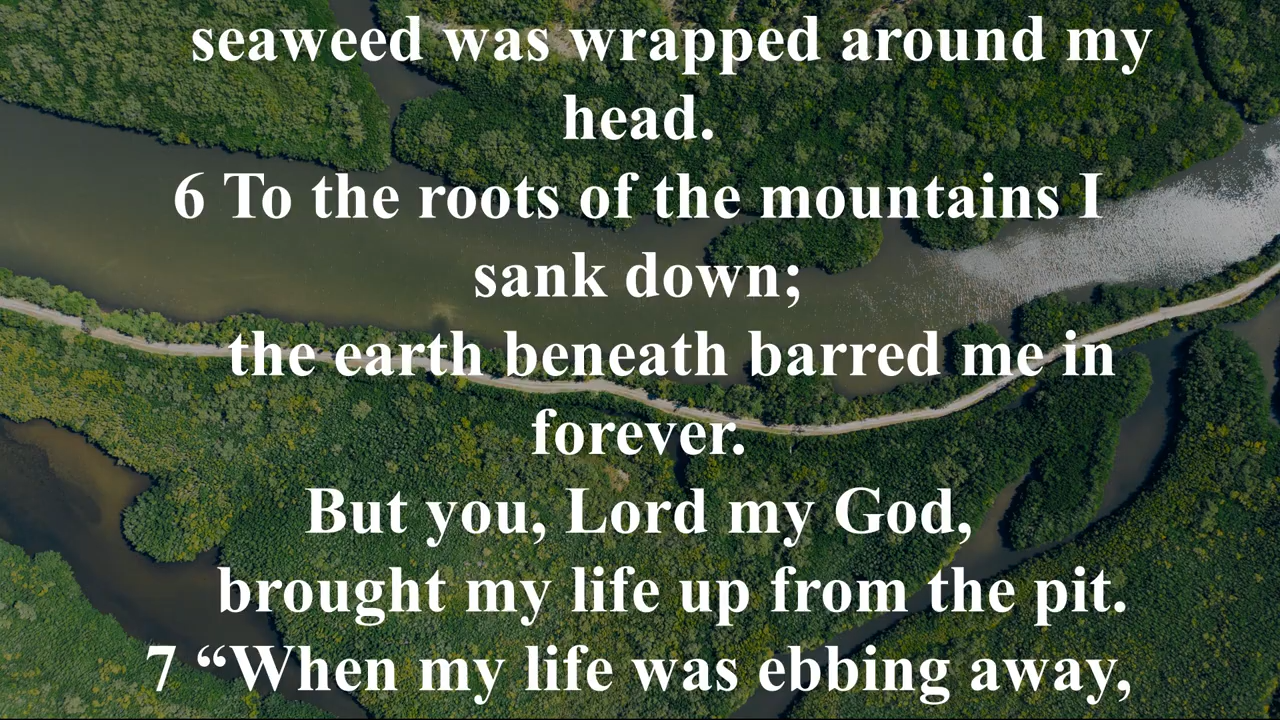 seaweed was wrapped around my
head.
6 To the roots of the mountains I
sank down;
the earth beneath barred me in
forever.
But you, Lord my God,
brought my life up from the pit.
7 “When my life was ebbing away,